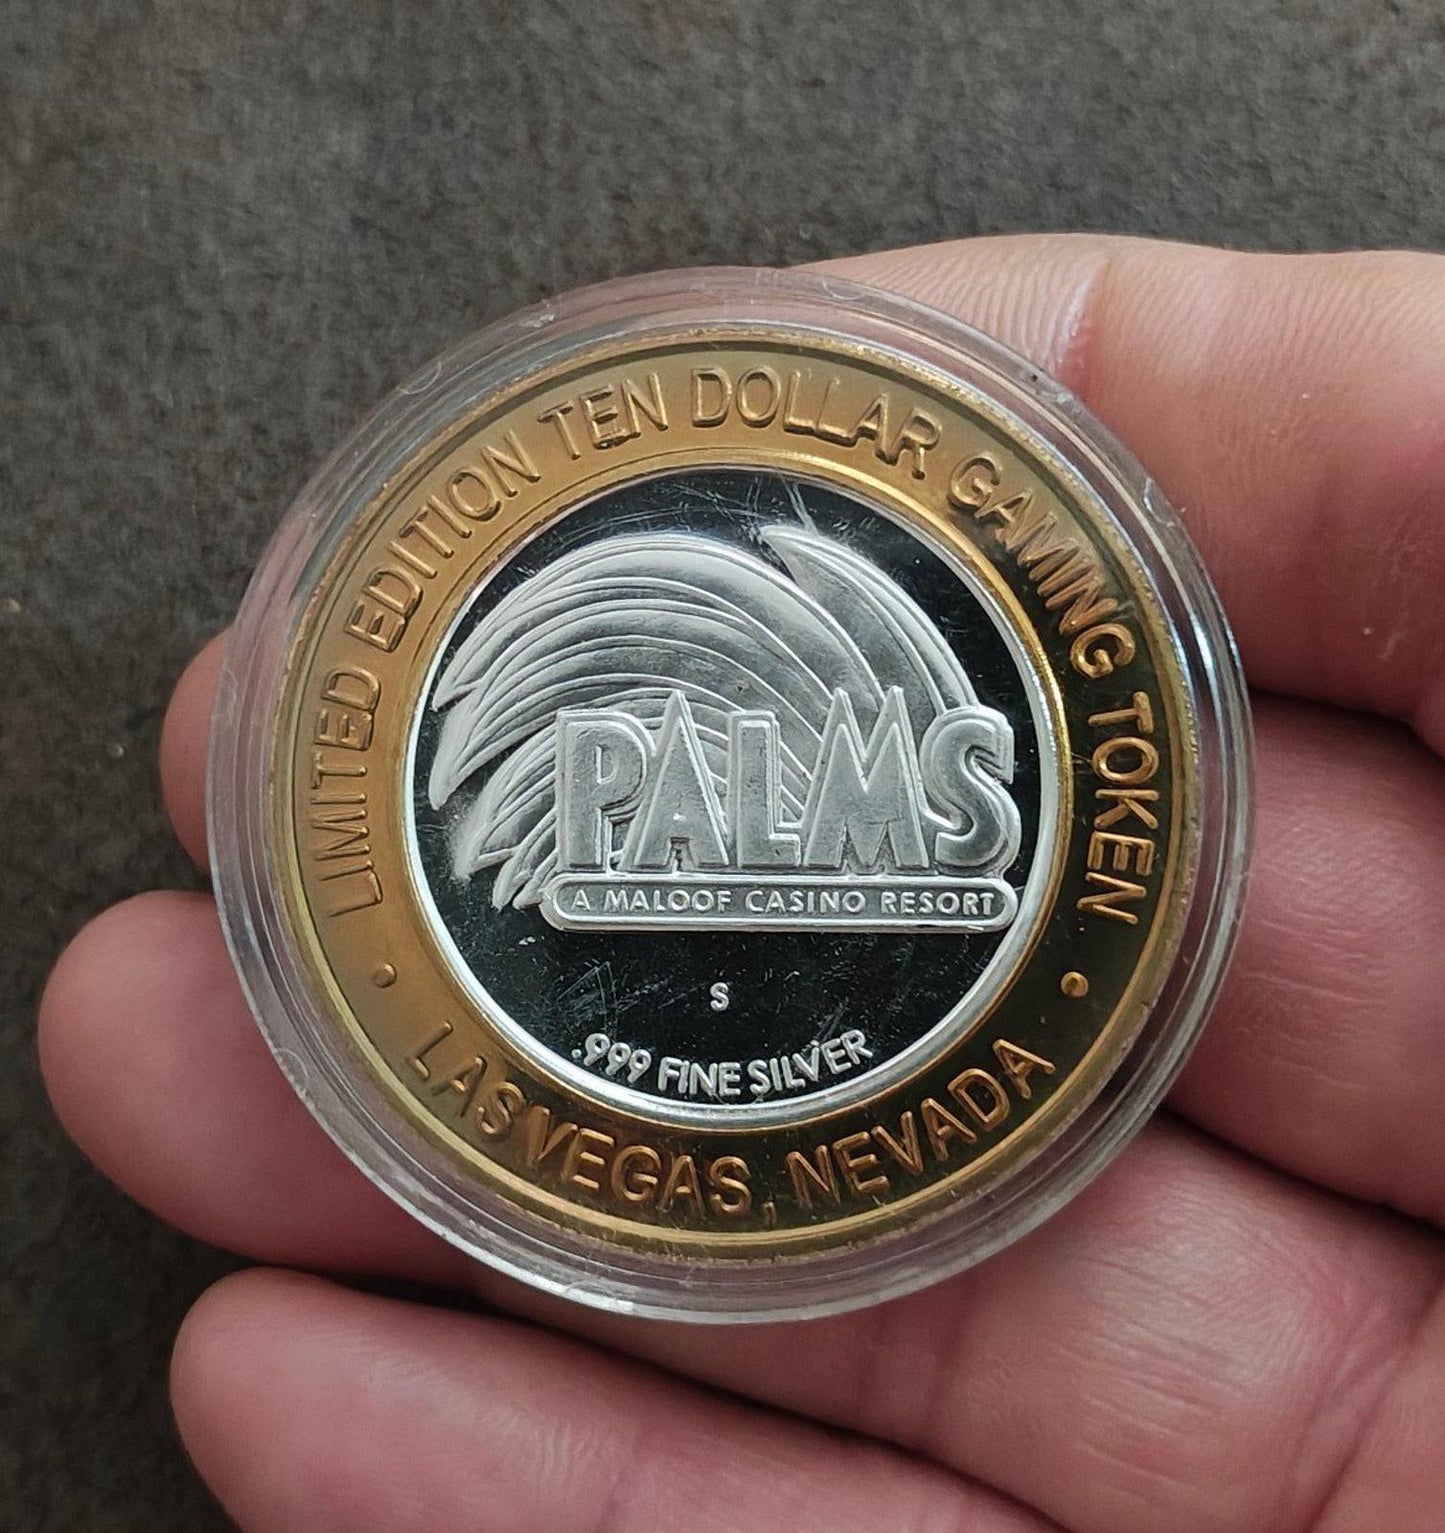 LIMITED EDITION TEN DOLLAR GAMING TOKEN
PALMS
A MALOOF CASINO RESORT
S
.999 FINE SILVER
• LAS VEGAS, NEVADA •